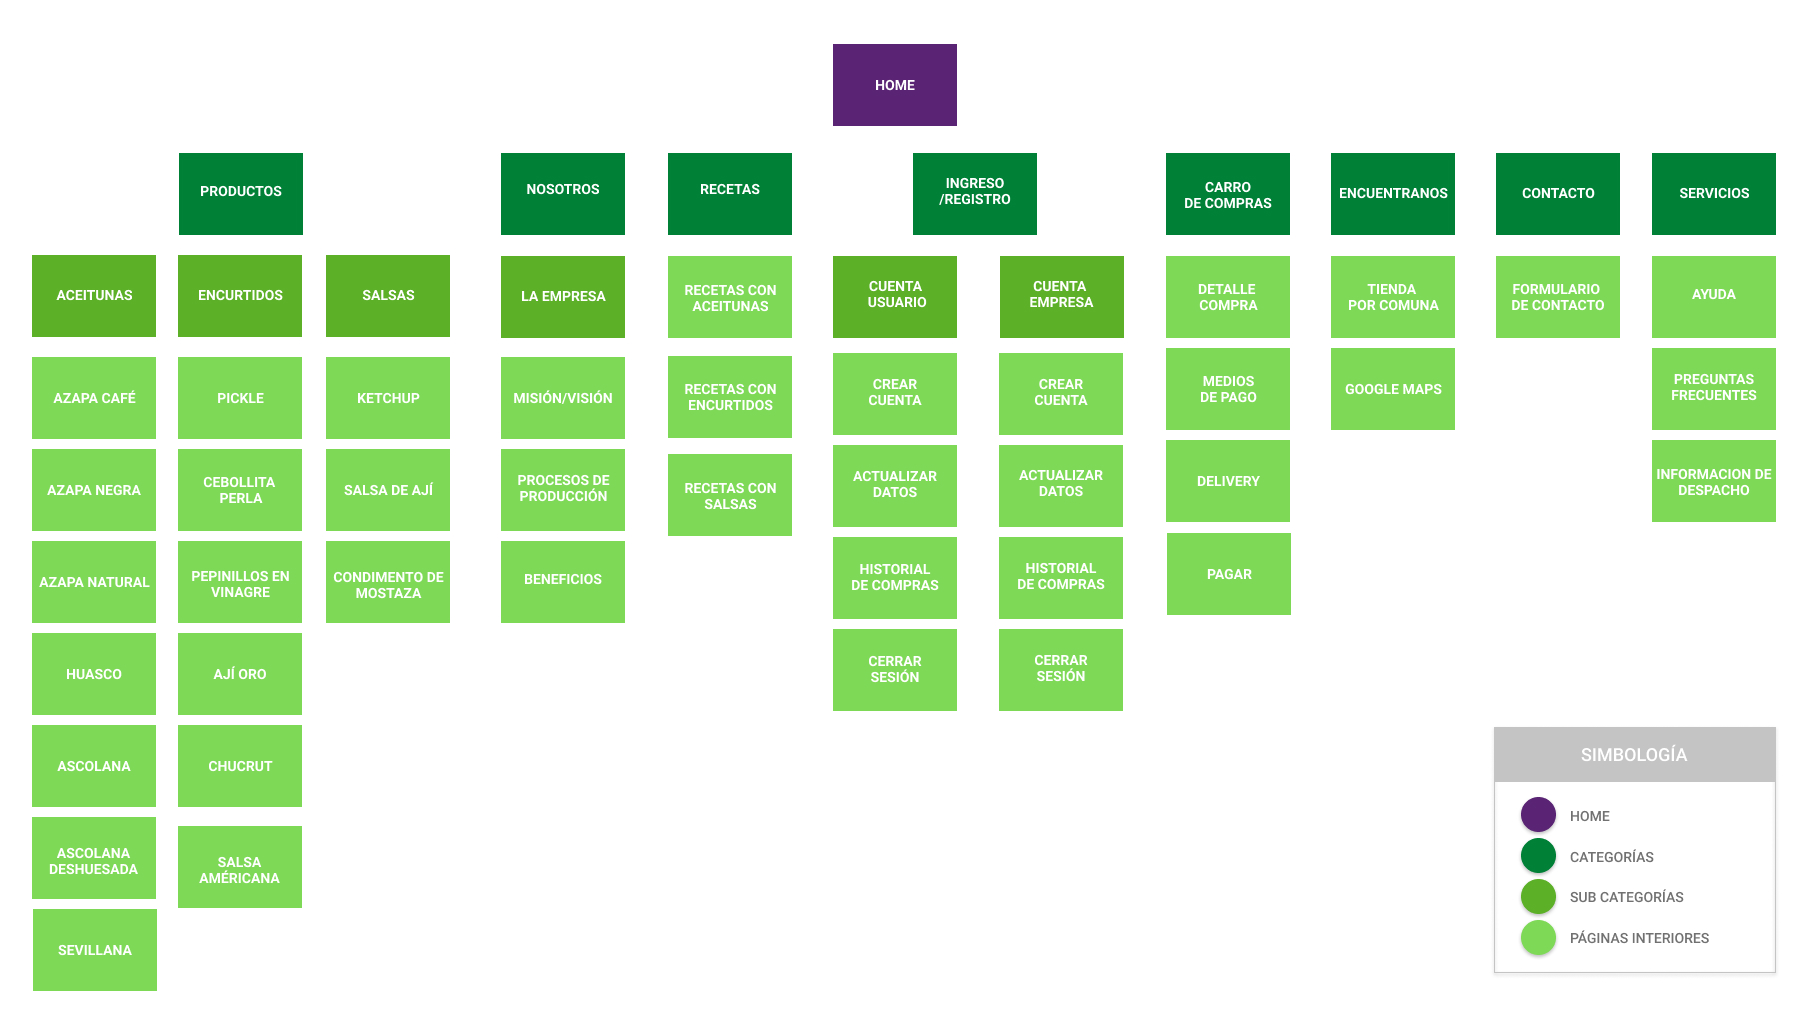 HOME
PRODUCTOS
NOSOTROS
RECETAS
INGRESO
/REGISTRO
CARRO
DE COMPRAS
ENCUENTRANOS
CONTACTO
SERVICIOS
ACEITUNAS
ENCURTIDOS
SALSAS
LA EMPRESA
RECETAS CON
ACEITUNAS
CUENTA
USUARIO
CUENTA
EMPRESA
DETALLE
COMPRA
TIENDA
POR COMUNA
FORMULARIO
DE CONTACTO
AYUDA
AZAPA CAFÉ
PICKLE
KETCHUP
MISIÓN/VISIÓN
RECETAS CON
ENCURTIDOS
CREAR
CUENTA
CREAR
CUENTA
MEDIOS
DE PAGO
GOOGLE MAPS
PREGUNTAS
FRECUENTES
AZAPA NEGRA
CEBOLLITA
PERLA
SALSA DE AJÍ
PROCESOS DE
PRODUCCIÓN
RECETAS CON
SALSAS
ACTUALIZAR
DATOS
ACTUALIZAR
DATOS
DELIVERY
INFORMACION DE
DESPACHO
AZAPA NATURAL
PEPINILLOS EN
VINAGRE
CONDIMENTO DE
MOSTAZA
BENEFICIOS
HISTORIAL
DE COMPRAS
HISTORIAL
DE COMPRAS
PAGAR
HUASCO
AJÍ ORO
CERRAR
SESIÓN
CERRAR
SESIÓN
ASCOLANA
CHUCRUT
ASCOLANA
DESHUESADA
SALSA
AMÉRICANA
SEVILLANA
SIMBOLOGÍA
HOME
CATEGORÍAS
SUB CATEGORÍAS
PÁGINAS INTERIORES